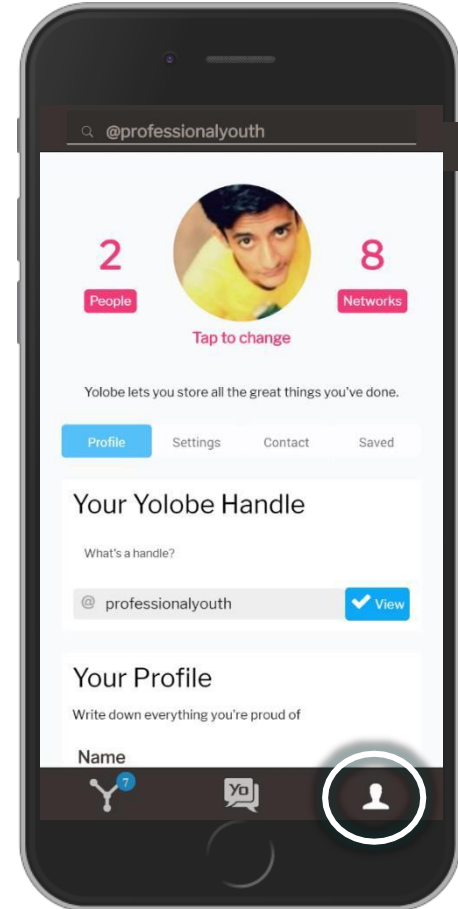 @professionalyouth
2
8
People
Networks
Tap to change
Yolobe lets you store all the great things you've done.
Profile Settings Contact Saved
Your Yolobe Handle
What's a handle?
@ professionalyouth View
Your Profile
Write down everything you're proud of
Name
7
Yo